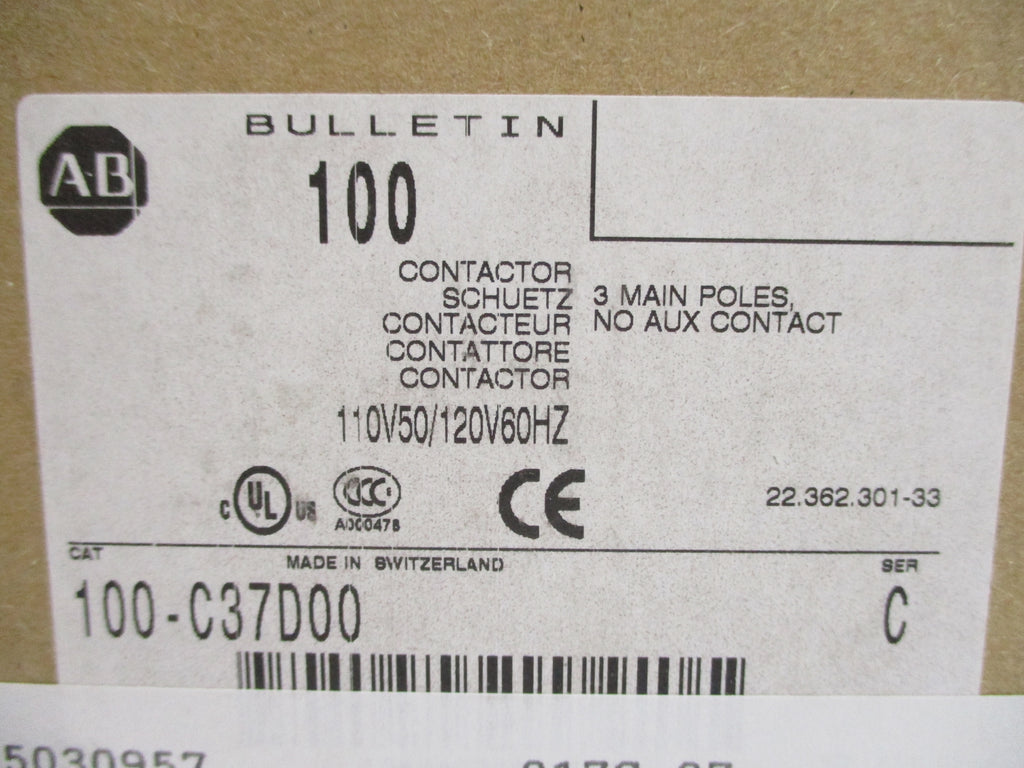 BULLETIN
A-B
100
CONTACTOR
SCHUETZ
CONTACTEUR
CONTATTORE
CONTACTOR
3 MAIN POLES,
NO AUX CONTACT
110V50/120V60HZ
C UL US
CCC
A000478
CE
22.362.301-33
CAT
MADE IN SWITZERLAND
SER
100-C37D00
C
5030957